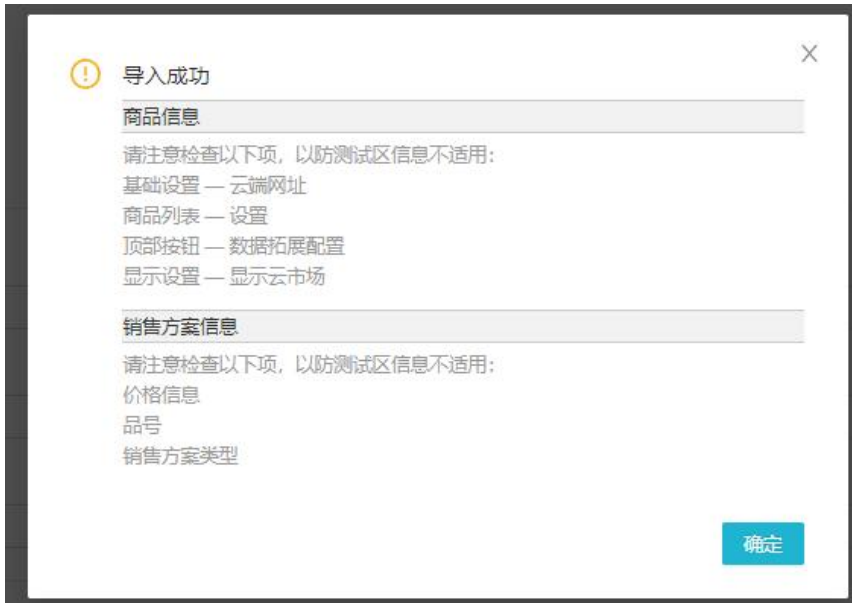 导入成功
商品信息
请注意检查以下项，以防测试区信息不适用：
基础设置 — 云端网址
商品列表 — 设置
顶部按钮 — 数据拓展配置
显示设置 — 显示云市场
销售方案信息
请注意检查以下项，以防测试区信息不适用：
价格信息
品号
销售方案类型
确定